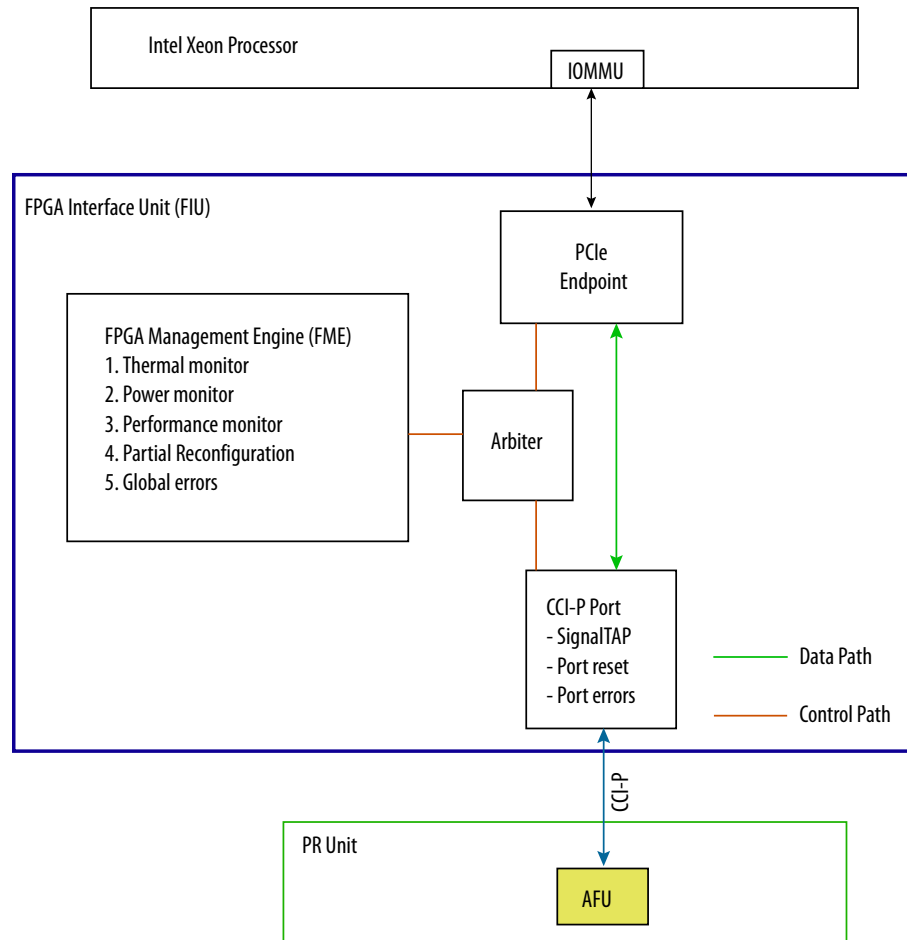 Intel Xeon Processor
IOMMU
FPGA Interface Unit (FIU)
PCIe
Endpoint
FPGA Management Engine (FME)
1. Thermal monitor
2. Power monitor
3. Performance monitor
4. Partial Reconfiguration
5. Global errors
Arbiter
CCI-P Port
- SignalTAP
- Port reset
- Port errors
Data Path
Control Path
CCI-P
PR Unit
AFU